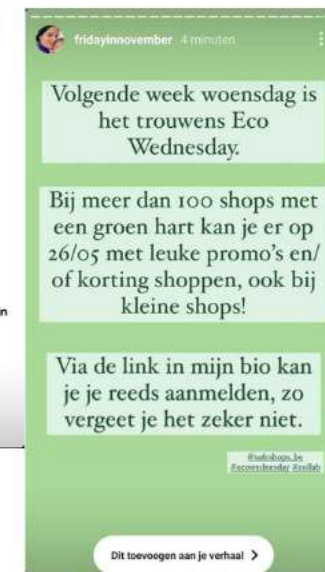 fridayinnovember 4 minuten
Volgende week woensdag is
het trouwens Eco
Wednesday.
Bij meer dan 100 shops met
een groen hart kan je er op
26/05 met leuke promo's en/
of korting shoppen, ook bij
kleine shops!
Via de link in mijn bio kan
je je reeds aanmelden, zo
vergeet je het zeker niet.
#ecowednesday #collab
Dit toevoegen aan je verhaal